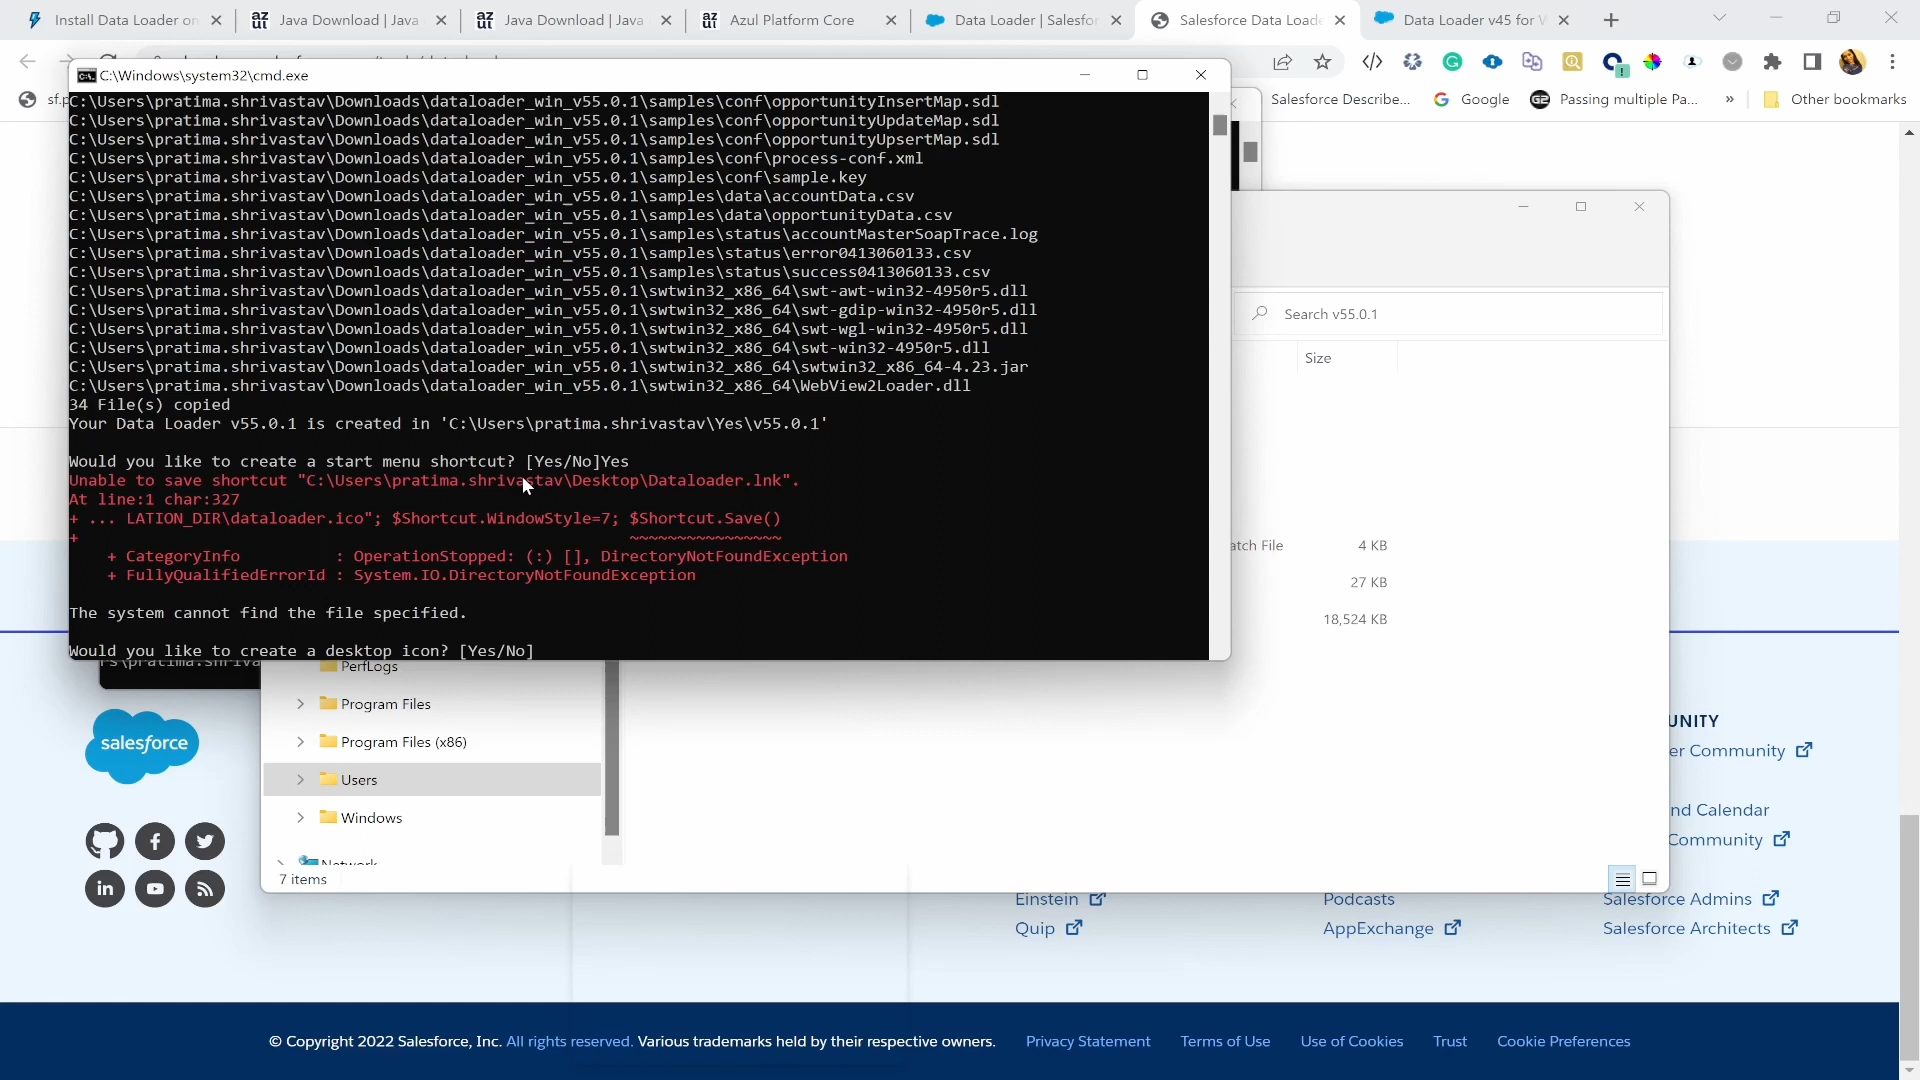 Install Data Loader on
Java Download | Java
Java Download | Java
Azul Platform Core
Data Loader | Salesfor
Salesforce Data Loade
Data Loader v45 for W
Salesforce Describe...
Google
Passing multiple Pa...
»
Other bookmarks
sf.p
C:\Windows\system32\cmd.exe
C:\Users\pratima.shrivastav\Downloads\dataloader_win_v55.0.1\samples\conf\opportunityInsertMap.sdl
C:\Users\pratima.shrivastav\Downloads\dataloader_win_v55.0.1\samples\conf\opportunityUpdateMap.sdl
C:\Users\pratima.shrivastav\Downloads\dataloader_win_v55.0.1\samples\conf\opportunityUpsertMap.sdl
C:\Users\pratima.shrivastav\Downloads\dataloader_win_v55.0.1\samples\conf\process-conf.xml
C:\Users\pratima.shrivastav\Downloads\dataloader_win_v55.0.1\samples\conf\sample.key
C:\Users\pratima.shrivastav\Downloads\dataloader_win_v55.0.1\samples\data\accountData.csv
C:\Users\pratima.shrivastav\Downloads\dataloader_win_v55.0.1\samples\data\opportunityData.csv
C:\Users\pratima.shrivastav\Downloads\dataloader_win_v55.0.1\samples\status\accountMasterSoapTrace.log
C:\Users\pratima.shrivastav\Downloads\dataloader_win_v55.0.1\samples\status\error0413060133.csv
C:\Users\pratima.shrivastav\Downloads\dataloader_win_v55.0.1\samples\status\success0413060133.csv
C:\Users\pratima.shrivastav\Downloads\dataloader_win_v55.0.1\swtwin32_x86_64\swt-awt-win32-4950r5.dll
C:\Users\pratima.shrivastav\Downloads\dataloader_win_v55.0.1\swtwin32_x86_64\swt-gdip-win32-4950r5.dll
C:\Users\pratima.shrivastav\Downloads\dataloader_win_v55.0.1\swtwin32_x86_64\swt-wgl-win32-4950r5.dll
C:\Users\pratima.shrivastav\Downloads\dataloader_win_v55.0.1\swtwin32_x86_64\swt-win32-4950r5.dll
C:\Users\pratima.shrivastav\Downloads\dataloader_win_v55.0.1\swtwin32_x86_64\swtwin32_x86_64-4.23.jar
C:\Users\pratima.shrivastav\Downloads\dataloader_win_v55.0.1\swtwin32_x86_64\WebView2Loader.dll
34 File(s) copied
Your Data Loader v55.0.1 is created in 'C:\Users\pratima.shrivastav\Yes\v55.0.1'
Would you like to create a start menu shortcut? [Yes/No]Yes
Unable to save shortcut "C:\Users\pratima.shrivastav\Desktop\Dataloader.lnk".
At line:1 char:327
+ ... LATION_DIR\dataloader.ico"; $Shortcut.WindowStyle=7; $Shortcut.Save()
+ ~~~~~~~~~~~~~~~~
+ CategoryInfo : OperationStopped: (:) [], DirectoryNotFoundException
+ FullyQualifiedErrorId : System.IO.DirectoryNotFoundException
The system cannot find the file specified.
Would you like to create a desktop icon? [Yes/No]
Search v55.0.1
Size
atch File 4 KB
27 KB
18,524 KB
PerfLogs
Program Files
Program Files (x86)
Users
Windows
Network
7 items
salesforce
UNITY
er Community
nd Calendar
Community
Einstein
Podcasts
Salesforce Admins
Quip
AppExchange
Salesforce Architects
© Copyright 2022 Salesforce, Inc. All rights reserved. Various trademarks held by their respective owners. Privacy Statement Terms of Use Use of Cookies Trust Cookie Preferences